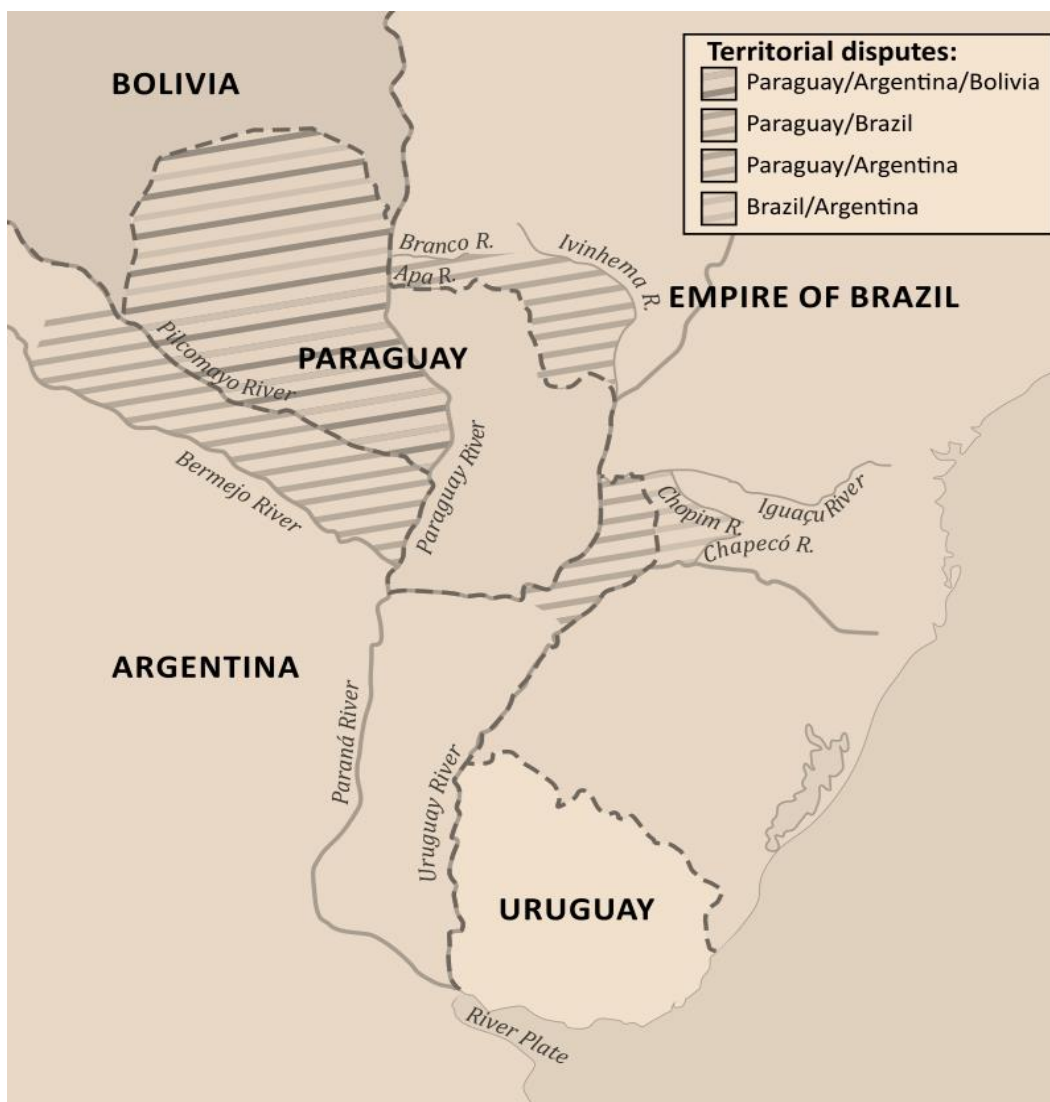 Territorial disputes:
Paraguay/Argentina/Bolivia
Paraguay/Brazil
Paraguay/Argentina
Brazil/Argentina
BOLIVIA
Branco R.
Ivinhema R.
Apa R.
EMPIRE OF BRAZIL
Pilcomayo River
PARAGUAY
Bermejo River
Paraguay River
Chopim R.
Iguaçu River
Chapecó R.
ARGENTINA
Paraná River
Uruguay River
URUGUAY
River Plate